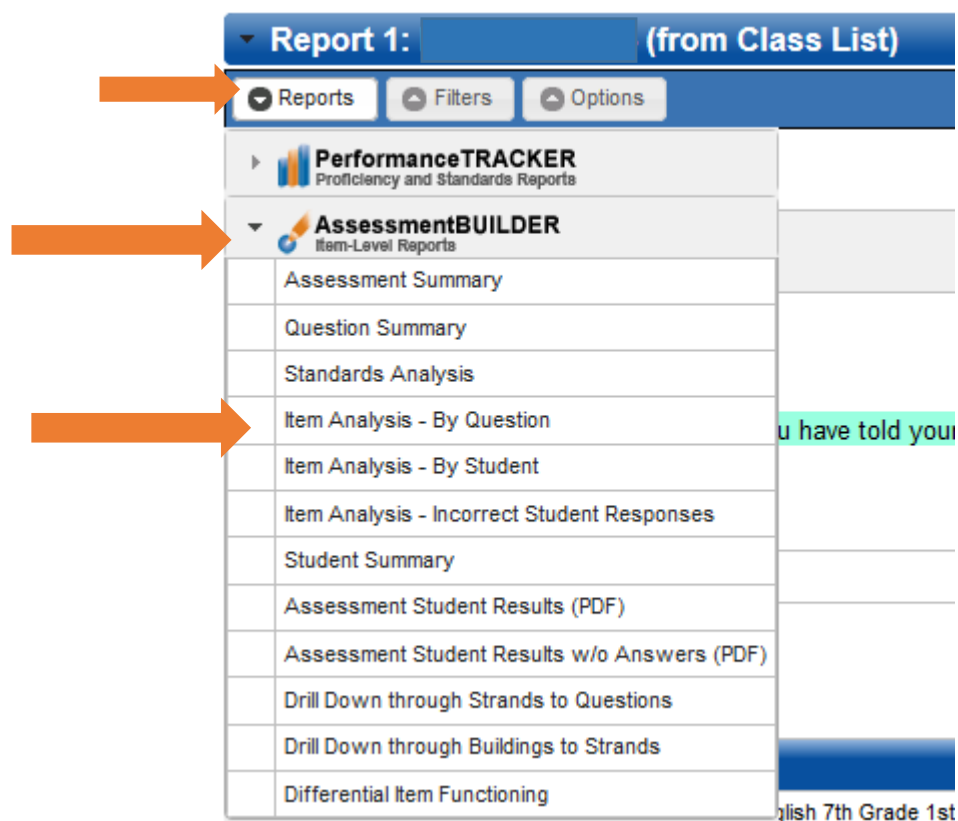 Report 1: (from Class List)
Reports Filters Options
PerformanceTRACKER
Proficiency and Standards Reports
AssessmentBUILDER
Item-Level Reports
Assessment Summary
Question Summary
Standards Analysis
Item Analysis - By Question
u have told your
Item Analysis - By Student
Item Analysis - Incorrect Student Responses
Student Summary
Assessment Student Results (PDF)
Assessment Student Results w/o Answers (PDF)
Drill Down through Strands to Questions
Drill Down through Buildings to Strands
Differential Item Functioning
glish 7th Grade 1st